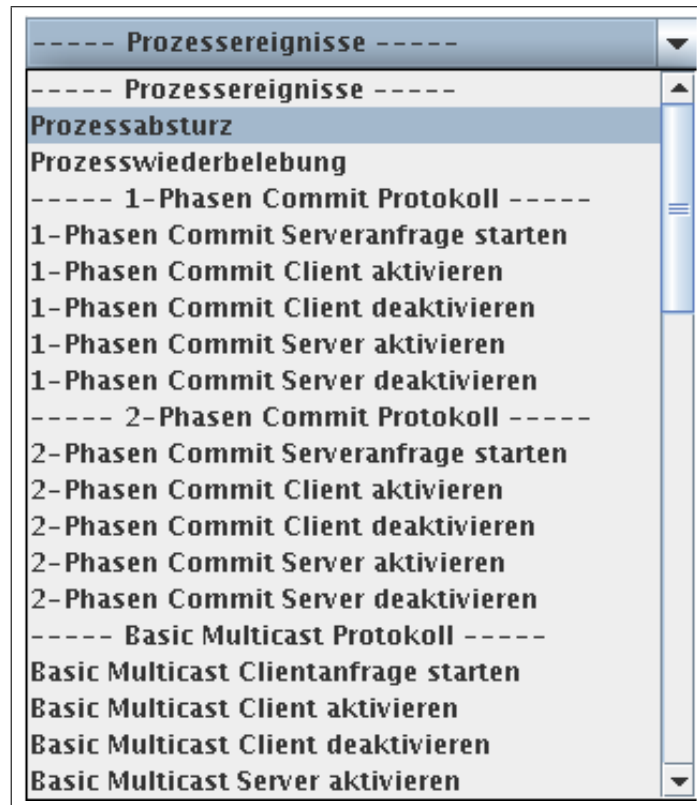 ----- Prozessereignisse -----
----- Prozessereignisse -----
Prozessabsturz
Prozesswiederbelebung
----- 1-Phasen Commit Protokoll -----
1-Phasen Commit Serveranfrage starten
1-Phasen Commit Client aktivieren
1-Phasen Commit Client deaktivieren
1-Phasen Commit Server aktivieren
1-Phasen Commit Server deaktivieren
----- 2-Phasen Commit Protokoll -----
2-Phasen Commit Serveranfrage starten
2-Phasen Commit Client aktivieren
2-Phasen Commit Client deaktivieren
2-Phasen Commit Server aktivieren
2-Phasen Commit Server deaktivieren
----- Basic Multicast Protokoll -----
Basic Multicast Clientanfrage starten
Basic Multicast Client aktivieren
Basic Multicast Client deaktivieren
Basic Multicast Server aktivieren